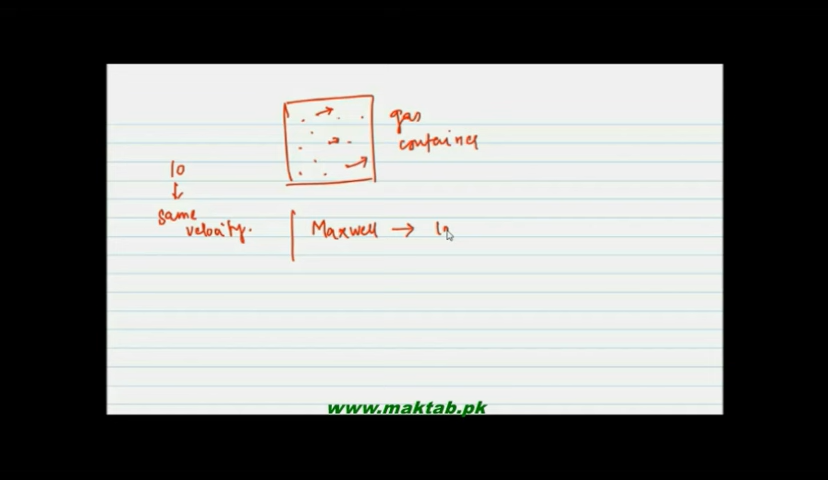 gas
container
10
same
velocity.
Maxwell →
www.maktab.pk